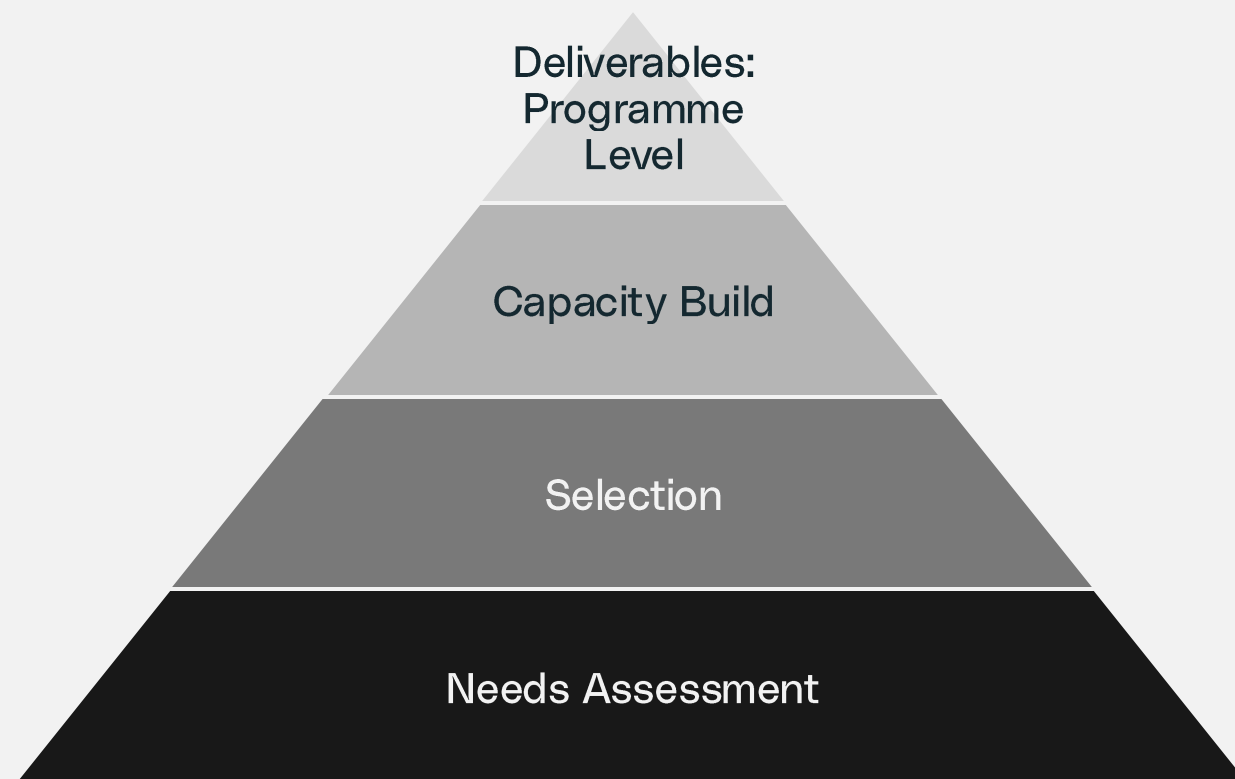 Deliverables:
Programme
Level
Capacity Build
Selection
Needs Assessment